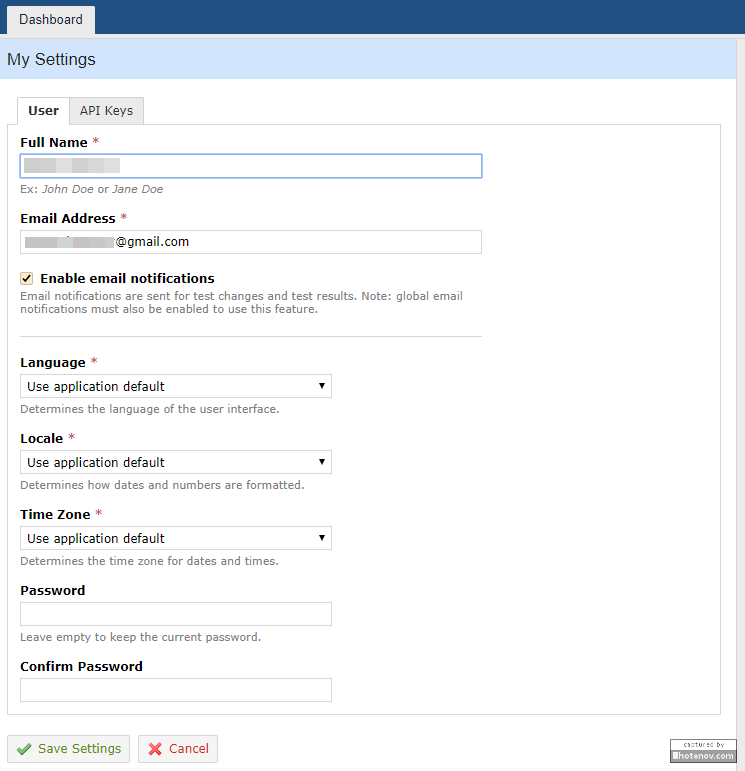 Dashboard
My Settings
User API Keys
Full Name *
Ex: John Doe or Jane Doe
Email Address *
@gmail.com
Enable email notifications
Email notifications are sent for test changes and test results. Note: global email
notifications must also be enabled to use this feature.
Language *
Use application default
Determines the language of the user interface.
Locale *
Use application default
Determines how dates and numbers are formatted.
Time Zone *
Use application default
Determines the time zone for dates and times.
Password
Leave empty to keep the current password.
Confirm Password
Save Settings Cancel
captured by
hotenov.com